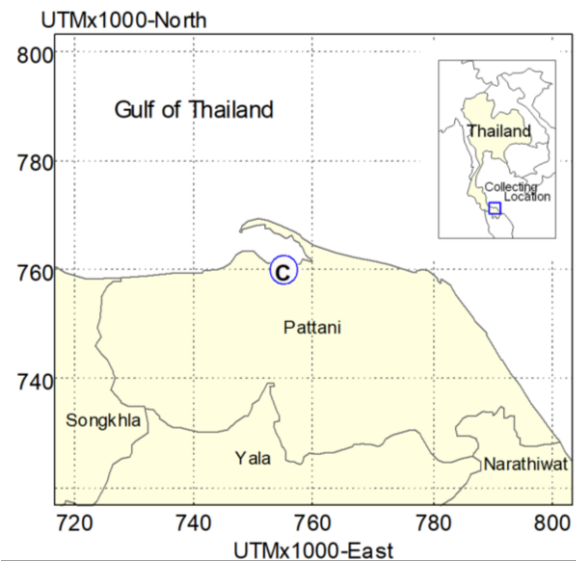 UTMx1000-North
800
780
760
740
Gulf of Thailand
Thailand
Collecting
Location
C
Pattani
Songkhla
Yala
Narathiwat
720
740
760
780
800
UTMx1000-East